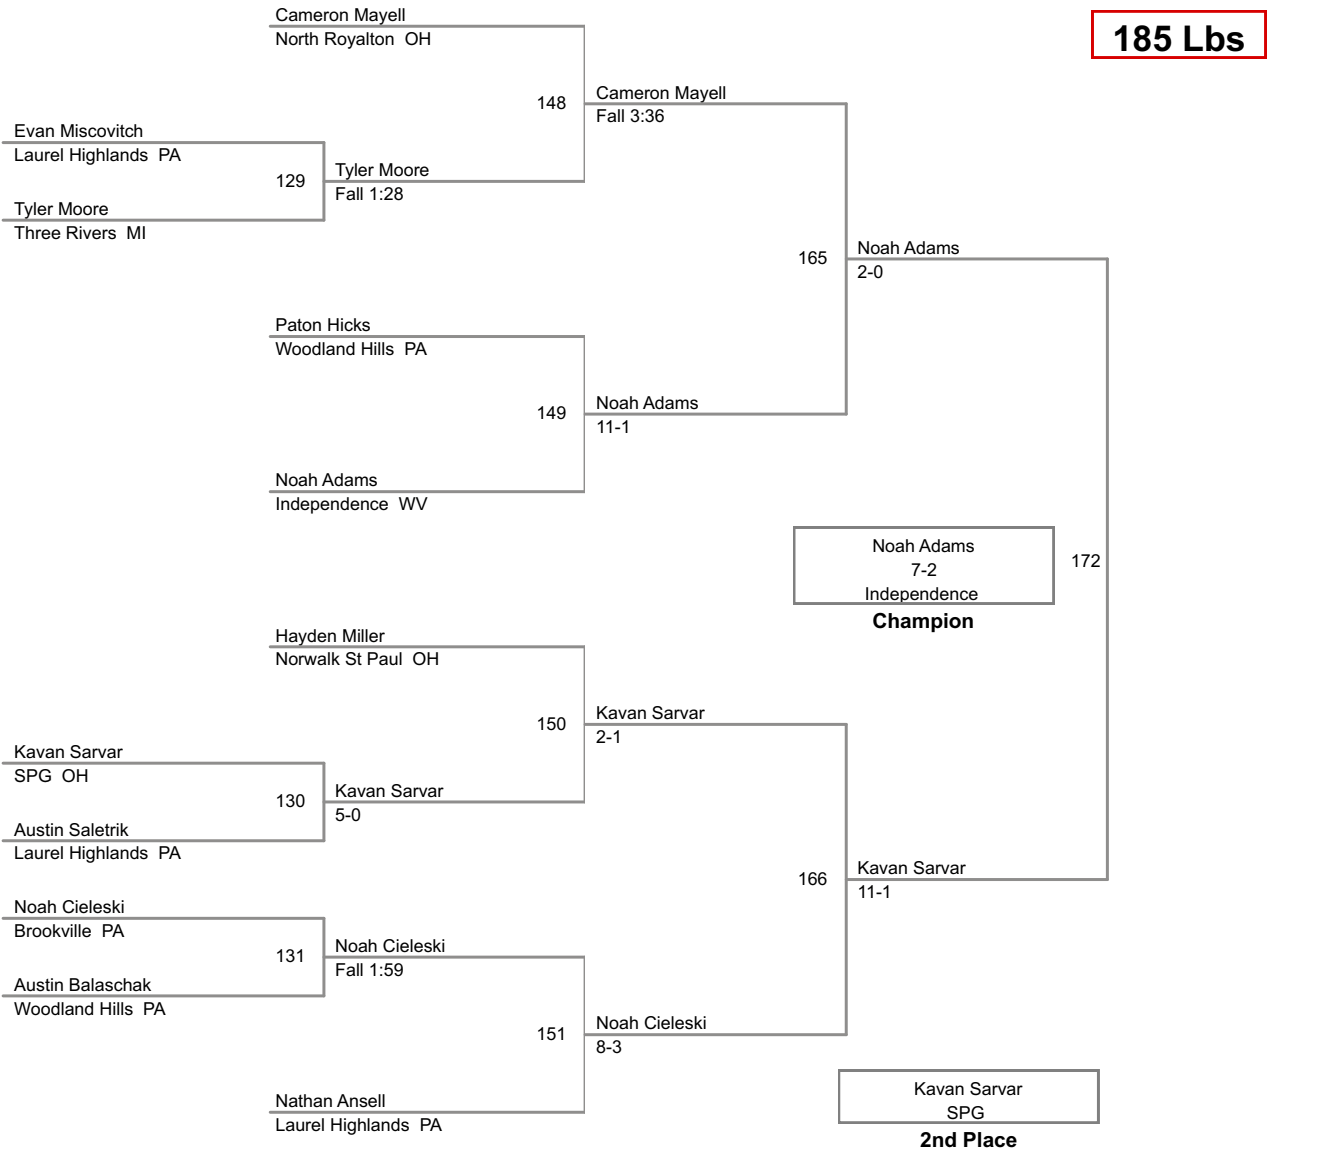 Cameron Mayell
North Royalton  OH
185 Lbs
148
Cameron Mayell
Fall 3:36
Evan Miscovitch
Laurel Highlands  PA
129
Tyler Moore
Fall 1:28
Tyler Moore
Three Rivers  MI
165
Noah Adams
2-0
Paton Hicks
Woodland Hills  PA
149
Noah Adams
11-1
Noah Adams
Independence  WV
Noah Adams
7-2
Independence
Champion
172
Hayden Miller
Norwalk St Paul  OH
150
Kavan Sarvar
2-1
Kavan Sarvar
SPG  OH
130
Kavan Sarvar
5-0
Austin Saletrik
Laurel Highlands  PA
166
Kavan Sarvar
11-1
Noah Cieleski
Brookville  PA
131
Noah Cieleski
Fall 1:59
Austin Balaschak
Woodland Hills  PA
151
Noah Cieleski
8-3
Nathan Ansell
Laurel Highlands  PA
Kavan Sarvar
SPG
2nd Place